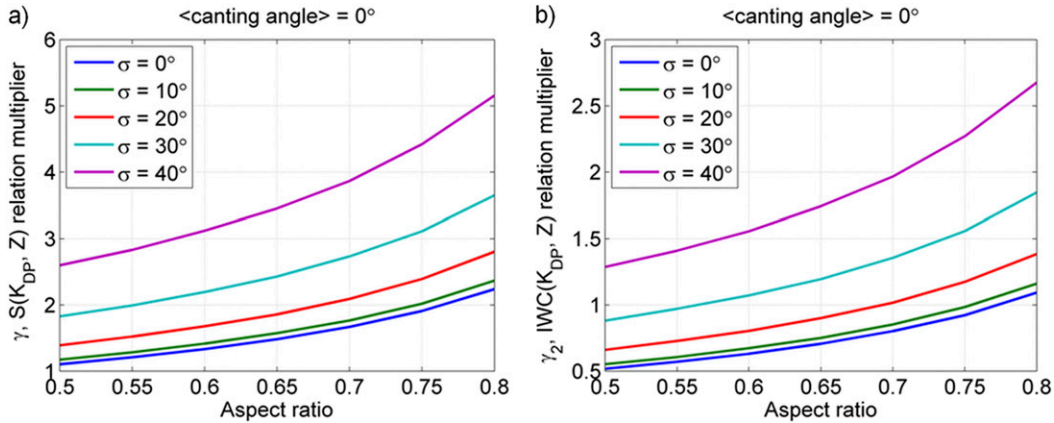 a)
<canting angle> = 0°
γ, S(K_DP, Z) relation multiplier
6
5
4
3
2
1
σ = 0°
σ = 10°
σ = 20°
σ = 30°
σ = 40°
0.5 0.55 0.6 0.65 0.7 0.75 0.8
Aspect ratio
b)
<canting angle> = 0°
γ₂, IWC(K_DP, Z) relation multiplier
3
2.5
2
1.5
1
0.5
σ = 0°
σ = 10°
σ = 20°
σ = 30°
σ = 40°
0.5 0.55 0.6 0.65 0.7 0.75 0.8
Aspect ratio